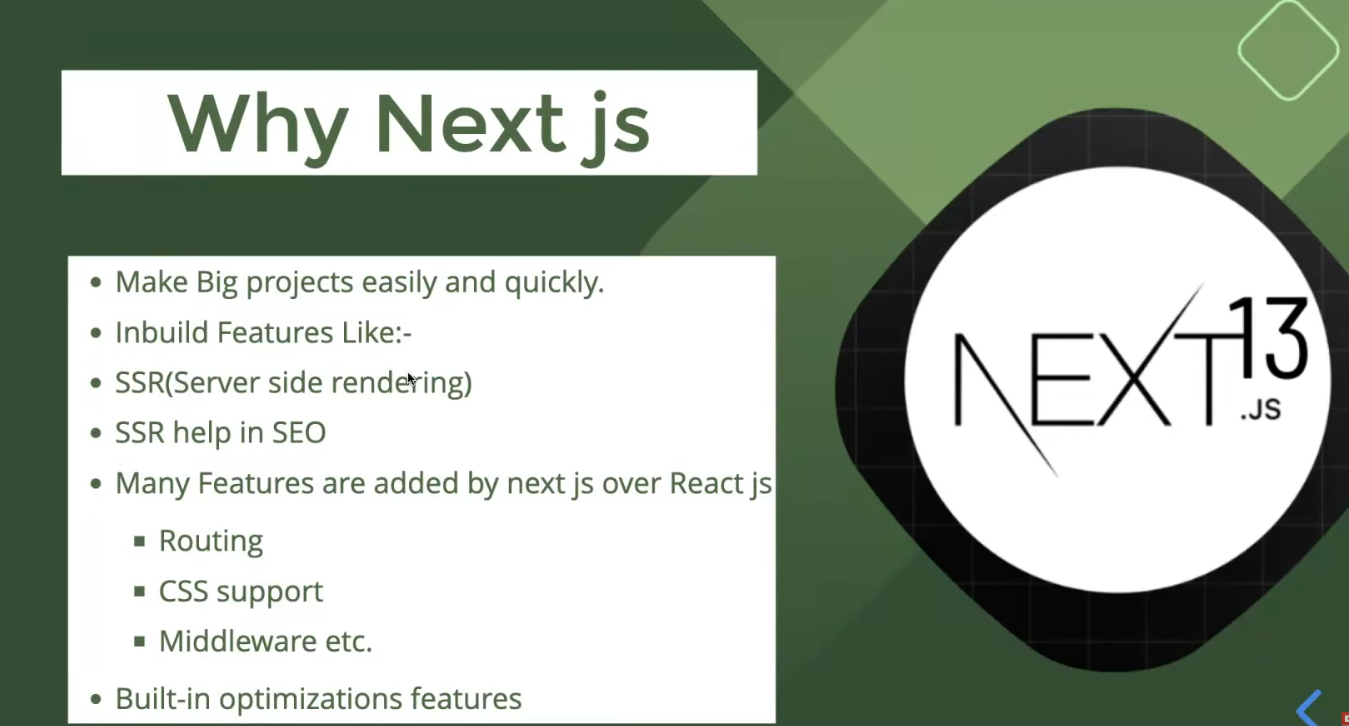 Why Next js
• Make Big projects easily and quickly.
• Inbuild Features Like:-
• SSR(Server side rendering)
• SSR help in SEO
• Many Features are added by next js over React js
▪ Routing
▪ CSS support
▪ Middleware etc.
• Built-in optimizations features
NEXT13
.JS